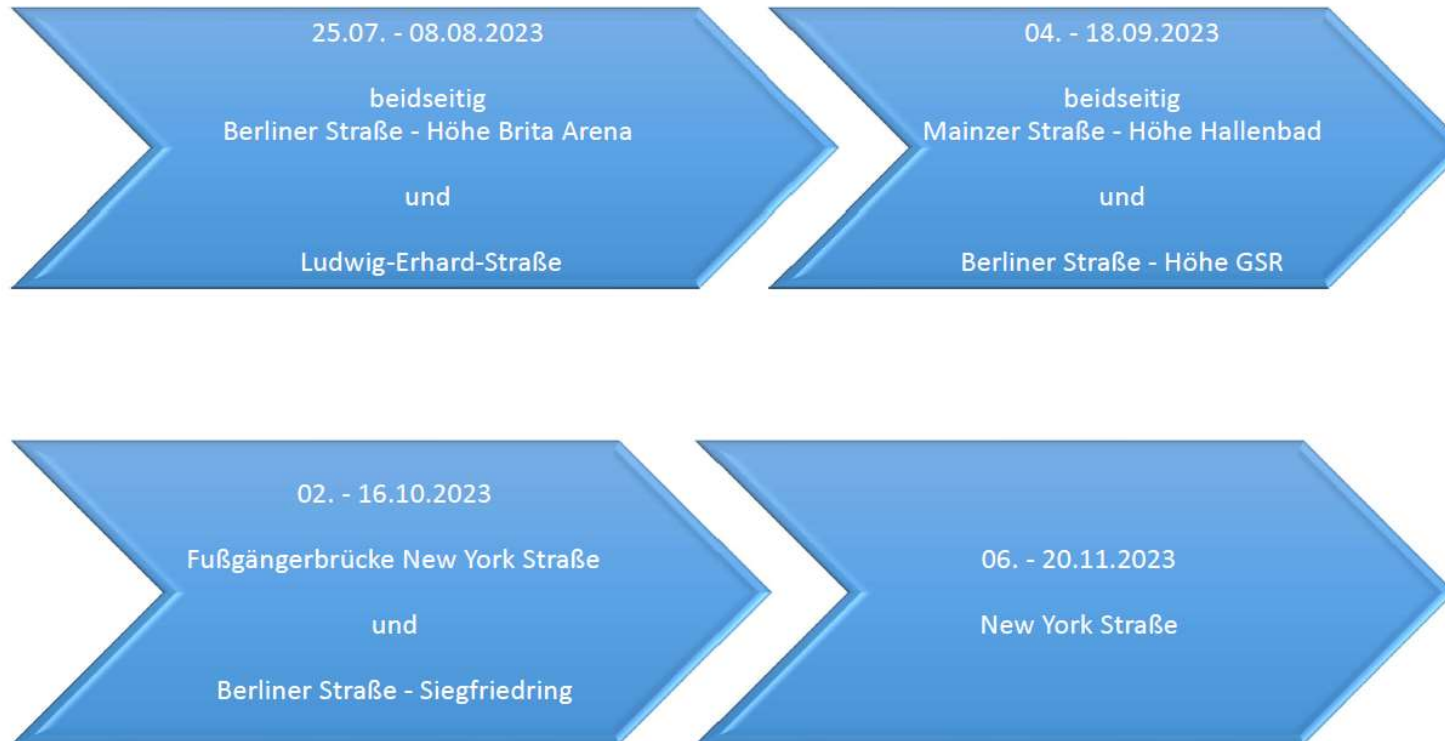 25.07. - 08.08.2023
beidseitig
Berliner Straße - Höhe Brita Arena
und
Ludwig-Erhard-Straße
04. - 18.09.2023
beidseitig
Mainzer Straße - Höhe Hallenbad
und
Berliner Straße - Höhe GSR
02. - 16.10.2023
Fußgängerbrücke New York Straße
und
Berliner Straße - Siegfriedring
06. - 20.11.2023
New York Straße